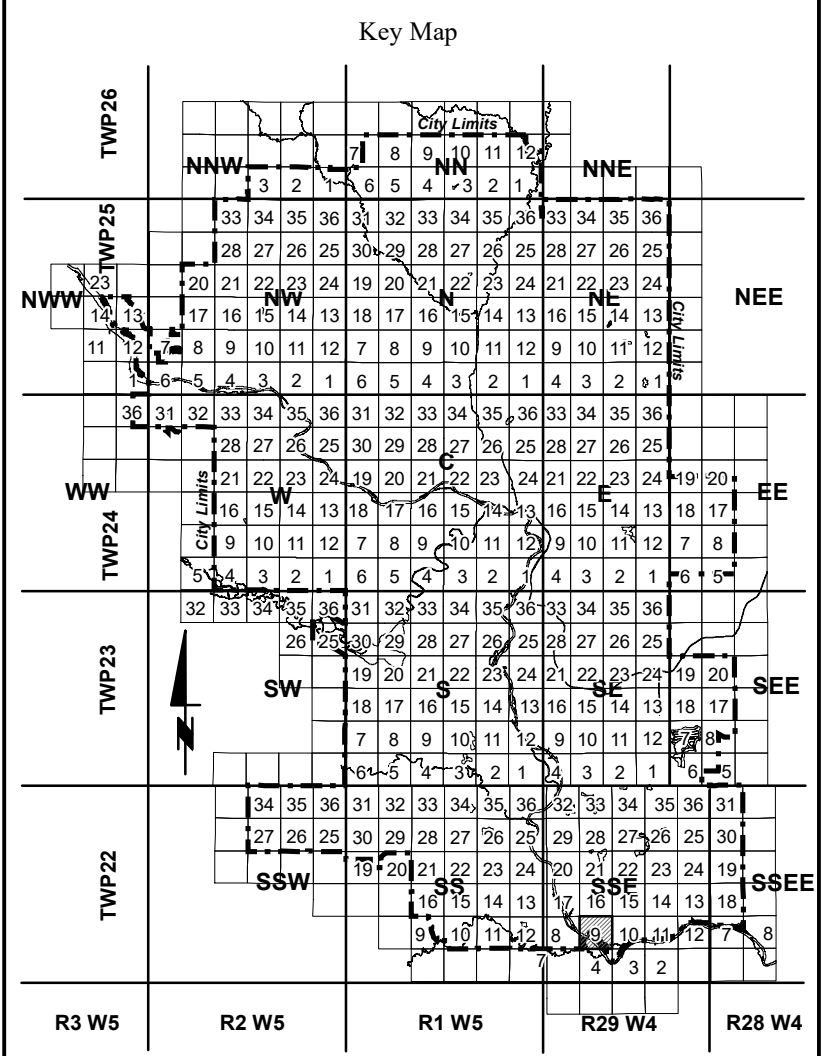 Key Map
TWP26
City Limits
7 8 9 10 11 12
NNW NN NNE
3 2 1 6 5 4 3 2 1
TWP25
33 34 35 36 31 32 33 34 35 36 33 34 35 36
28 27 26 25 30 29 28 27 26 25 28 27 26 25
23 20 21 22 23 24 19 20 21 22 23 24 21 22 23 24
NWW NW N NE NEE
14 13 17 16 15 14 13 18 17 16 15 14 13 16 15 14 13
City Limits
11 12 7 8 9 10 11 12 7 8 9 10 11 12 9 10 11 12
1 6 5 4 3 2 1 6 5 4 3 2 1 4 3 2 1
36 31 32 33 34 35 36 31 32 33 34 35 36 33 34 35 36
28 27 26 25 30 29 28 27 26 25 28 27 26 25
C
21 22 23 24 19 20 21 22 23 24 21 22 23 24 19 20
WW W E EE
16 15 14 13 18 17 16 15 14 13 16 15 14 13 18 17
City Limits
TWP24
9 10 11 12 7 8 9 10 11 12 9 10 11 12 7 8
5 4 3 2 1 6 5 4 3 2 1 4 3 2 1 6 5
32 33 34 35 36 31 32 33 34 35 36 33 34 35 36
26 25 30 29 28 27 26 25 28 27 26 25
TWP23
19 20 21 22 23 24 21 22 23 24 19 20
SW S SE SEE
18 17 16 15 14 13 16 15 14 13 18 17
N
7 8 9 10 11 12 9 10 11 12 7 8
6 5 4 3 2 1 4 3 2 1 6 5
34 35 36 31 32 33 34 35 36 32 33 34 35 36 31
27 26 25 30 29 28 27 26 25 29 28 27 26 25 30
19 20 21 22 23 24 20 21 22 23 24 19
TWP22
SSW SS SSE SSEE
16 15 14 13 17 16 15 14 13 18
9 10 11 12 8 9 10 11 12 7 8
7 4 3 2
R3 W5 R2 W5 R1 W5 R29 W4 R28 W4